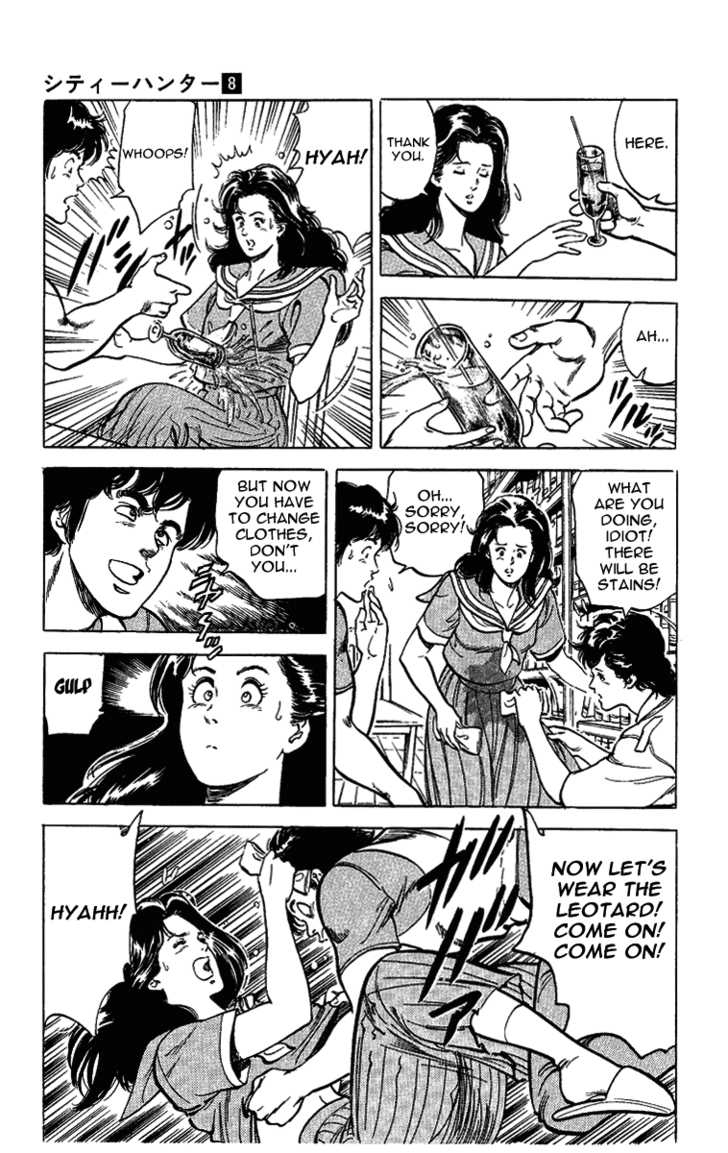 シティーハンター8
HERE.
THANK
YOU.
AH...
HYAH!
WHOOPS!
WHAT
ARE YOU
DOING,
IDIOT!
THERE
WILL BE
STAINS!
OH...
SORRY,
SORRY!
BUT NOW
YOU HAVE
TO CHANGE
CLOTHES,
DON'T
YOU...
GULP
NOW LET'S
WEAR THE
LEOTARD!
COME ON!
COME ON!
HYAHH!